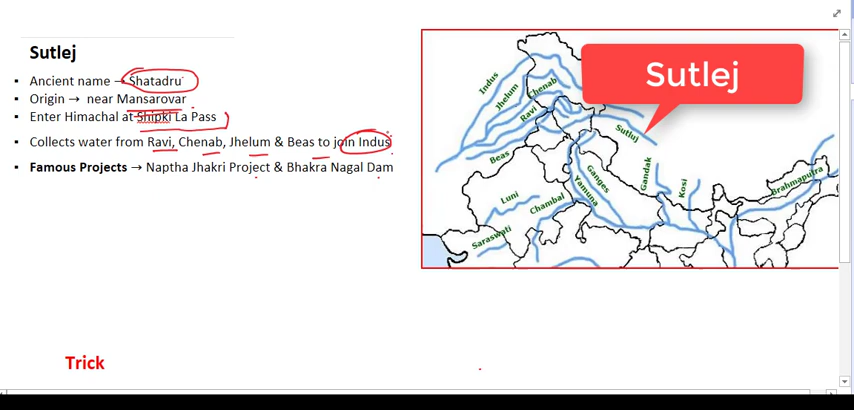 Sutlej
▪ Ancient name → Shatadru
▪ Origin → near Mansarovar
▪ Enter Himachal at Shipki La Pass
▪ Collects water from Ravi, Chenab, Jhelum & Beas to join Indus
▪ Famous Projects → Naptha Jhakri Project & Bhakra Nagal Dam
Sutlej
Indus
Jhelum
Chenab
Ravi
Sutluj
Beas
Gandak
Kosi
Brahmaputra
Ganges
Yamuna
Luni
Chambal
Saraswati
Trick